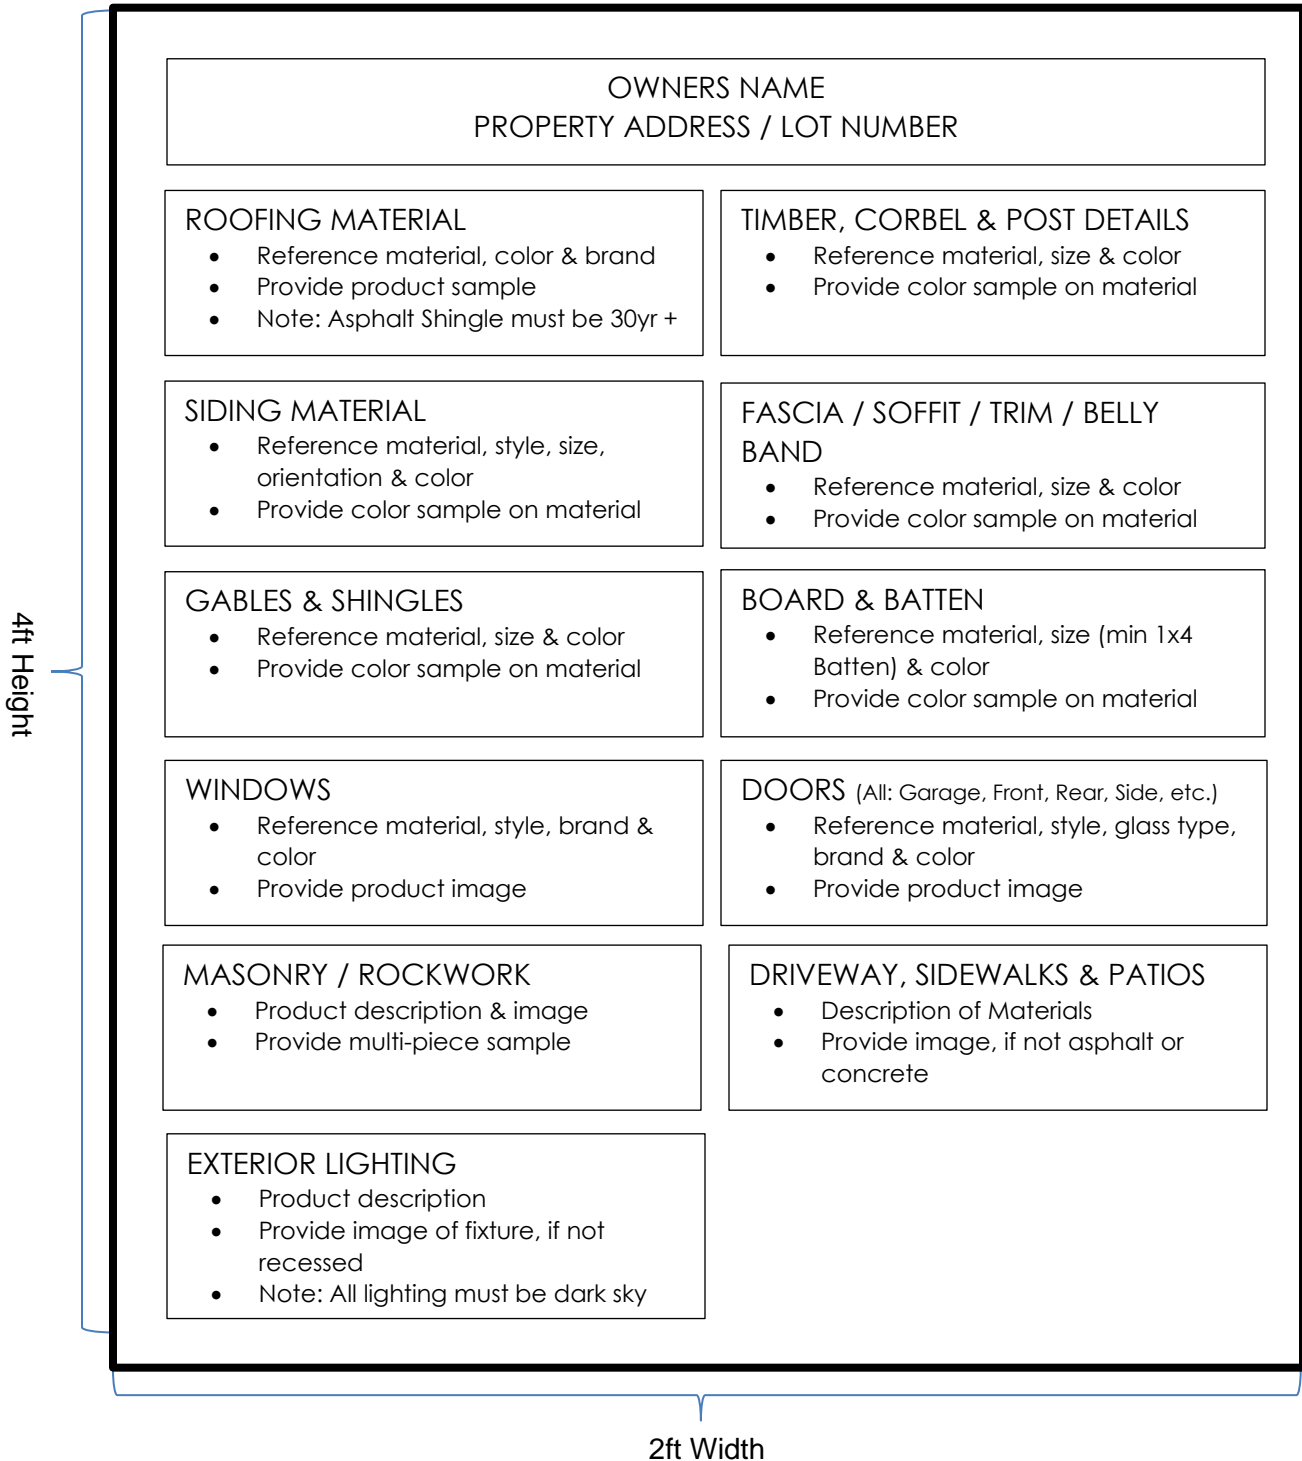 OWNERS NAME
PROPERTY ADDRESS / LOT NUMBER
ROOFING MATERIAL
• Reference material, color & brand
• Provide product sample
• Note: Asphalt Shingle must be 30yr +
TIMBER, CORBEL & POST DETAILS
• Reference material, size & color
• Provide color sample on material
SIDING MATERIAL
• Reference material, style, size,
orientation & color
• Provide color sample on material
FASCIA / SOFFIT / TRIM / BELLY
BAND
• Reference material, size & color
• Provide color sample on material
GABLES & SHINGLES
• Reference material, size & color
• Provide color sample on material
BOARD & BATTEN
• Reference material, size (min 1x4
Batten) & color
• Provide color sample on material
WINDOWS
• Reference material, style, brand &
color
• Provide product image
DOORS (All: Garage, Front, Rear, Side, etc.)
• Reference material, style, glass type,
brand & color
• Provide product image
MASONRY / ROCKWORK
• Product description & image
• Provide multi-piece sample
DRIVEWAY, SIDEWALKS & PATIOS
• Description of Materials
• Provide image, if not asphalt or
concrete
EXTERIOR LIGHTING
• Product description
• Provide image of fixture, if not
recessed
• Note: All lighting must be dark sky
4ft Height
2ft Width